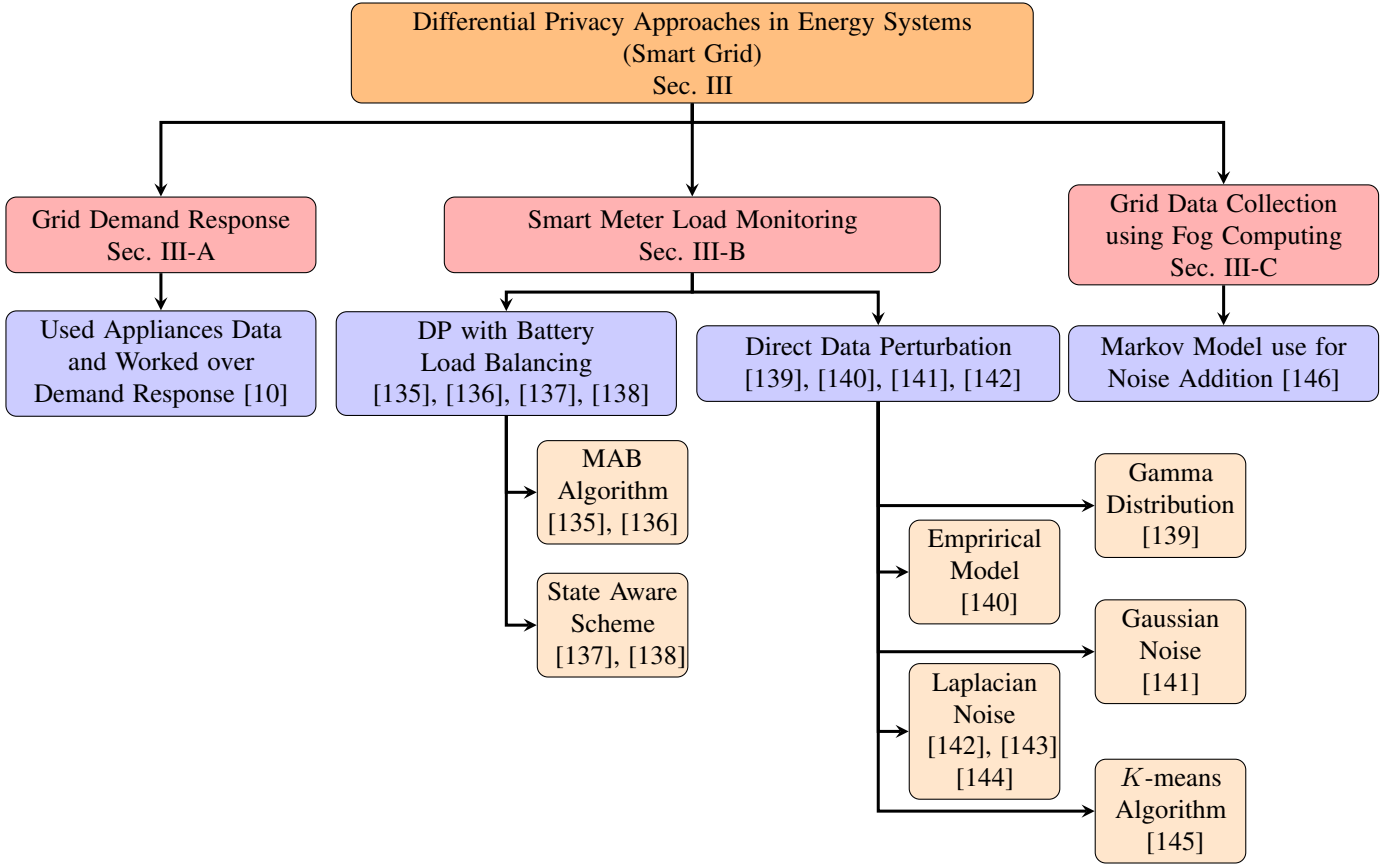 Differential Privacy Approaches in Energy Systems
(Smart Grid)
Sec. III
Grid Demand Response
Sec. III-A
Smart Meter Load Monitoring
Sec. III-B
Grid Data Collection
using Fog Computing
Sec. III-C
Used Appliances Data
and Worked over
Demand Response [10]
DP with Battery
Load Balancing
[135], [136], [137], [138]
Direct Data Perturbation
[139], [140], [141], [142]
Markov Model use for
Noise Addition [146]
MAB
Algorithm
[135], [136]
State Aware
Scheme
[137], [138]
Gamma
Distribution
[139]
Emprirical
Model
[140]
Gaussian
Noise
[141]
Laplacian
Noise
[142], [143]
[144]
K-means
Algorithm
[145]